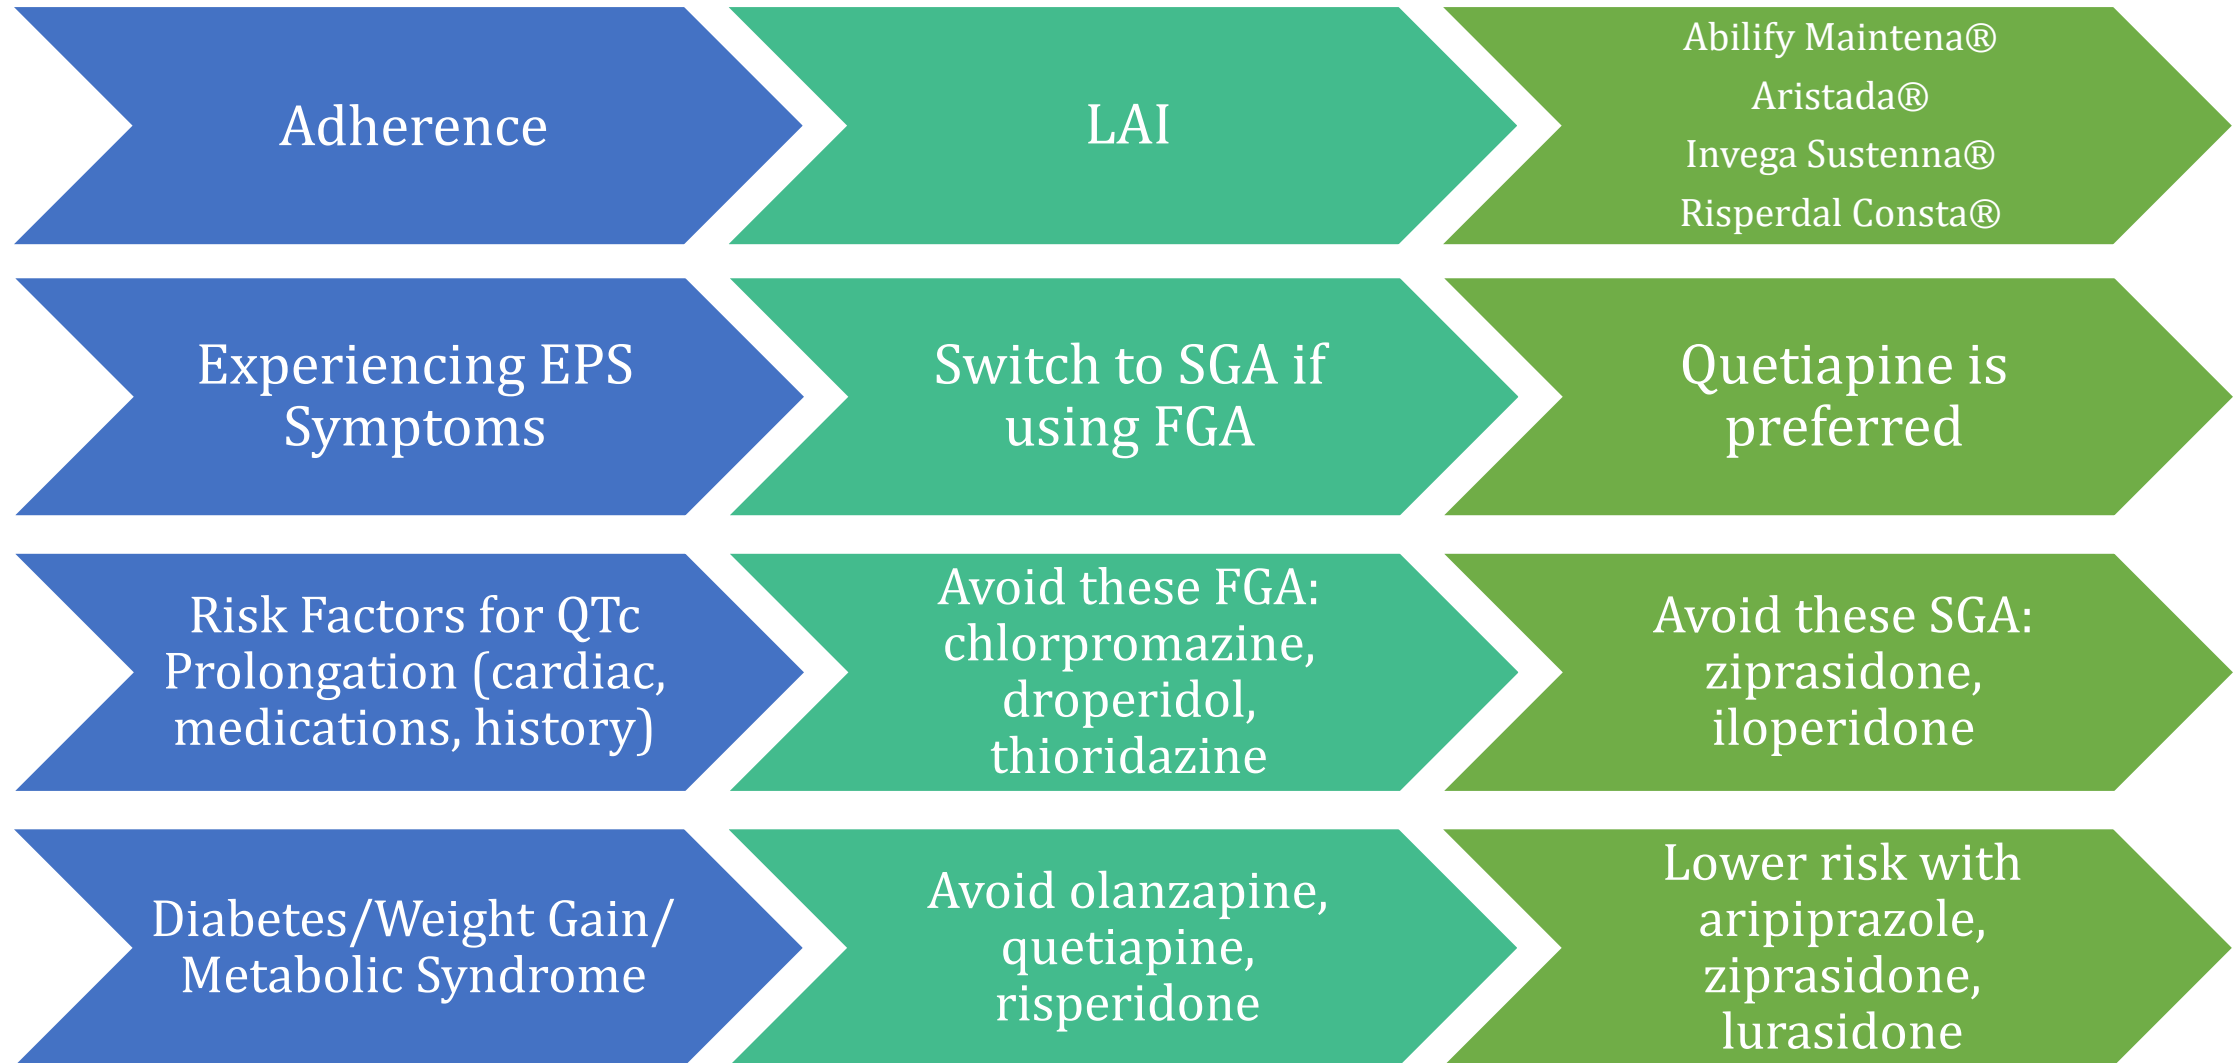 Adherence
LAI
Abilify Maintena®
Aristada®
Invega Sustenna®
Risperdal Consta®
Experiencing EPS
Symptoms
Switch to SGA if
using FGA
Quetiapine is
preferred
Risk Factors for QTc
Prolongation (cardiac,
medications, history)
Avoid these FGA:
chlorpromazine,
droperidol,
thioridazine
Avoid these SGA:
ziprasidone,
iloperidone
Diabetes/Weight Gain/
Metabolic Syndrome
Avoid olanzapine,
quetiapine,
risperidone
Lower risk with
aripiprazole,
ziprasidone,
lurasidone